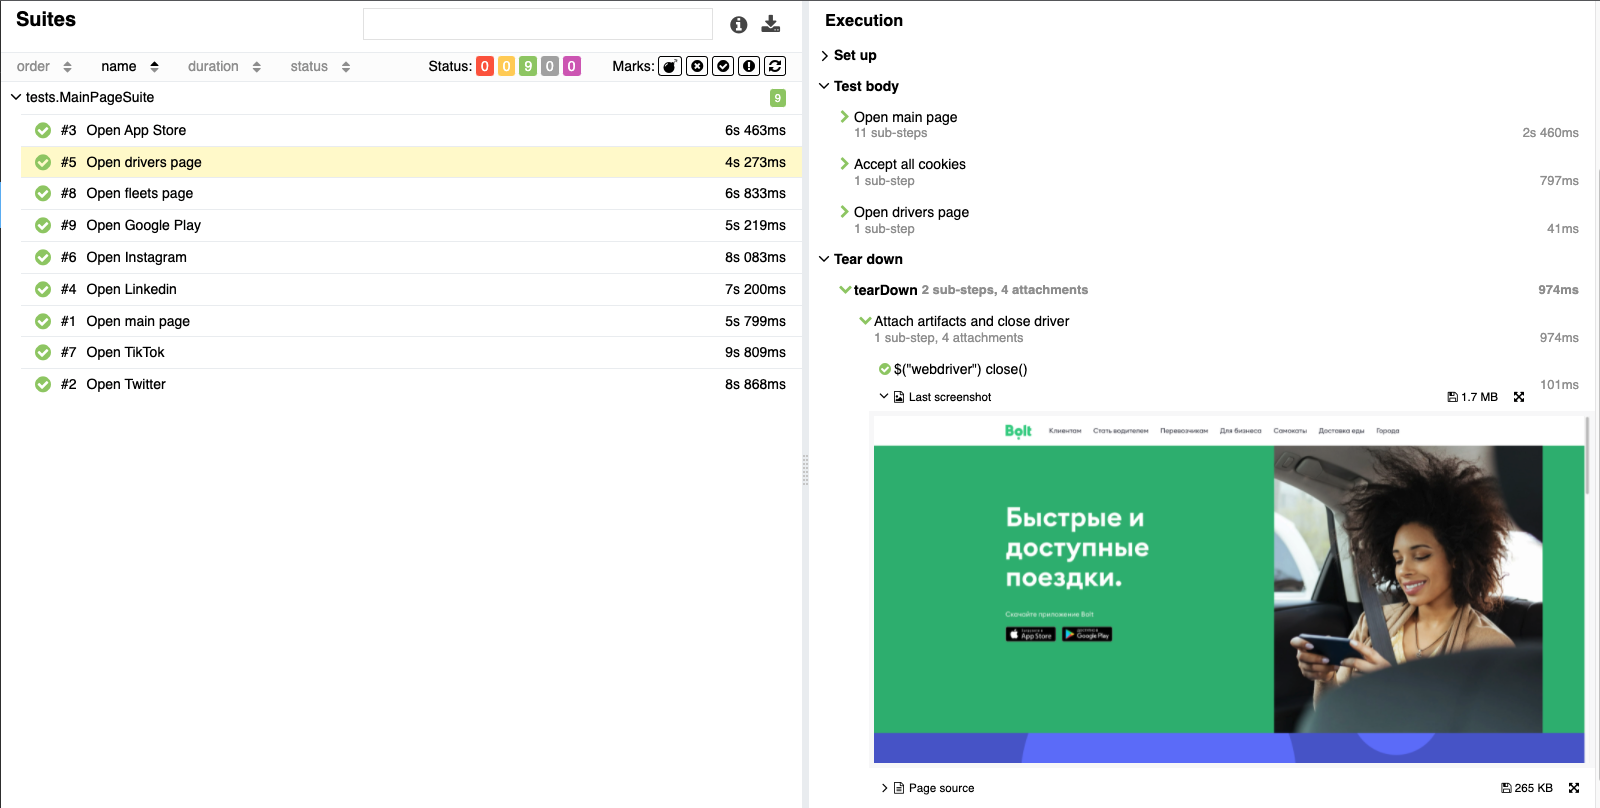 Suites
order name duration status Status: 0 0 9 0 0 Marks:
tests.MainPageSuite 9
#3 Open App Store 6s 463ms
#5 Open drivers page 4s 273ms
#8 Open fleets page 6s 833ms
#9 Open Google Play 5s 219ms
#6 Open Instagram 8s 083ms
#4 Open Linkedin 7s 200ms
#1 Open main page 5s 799ms
#7 Open TikTok 9s 809ms
#2 Open Twitter 8s 868ms
Execution
Set up
Test body
Open main page
11 sub-steps 2s 460ms
Accept all cookies
1 sub-step 797ms
Open drivers page
1 sub-step 41ms
Tear down
tearDown 2 sub-steps, 4 attachments 974ms
Attach artifacts and close driver
1 sub-step, 4 attachments 974ms
$("webdriver") close()
101ms
Last screenshot 1.7 MB
Bolt Клиентам Стать водителем Перевозчикам Для бизнеса Самокаты Доставка еды Города
Быстрые и
доступные
поездки.
Скачайте приложение Bolt
App Store Google Play
Page source 265 KB